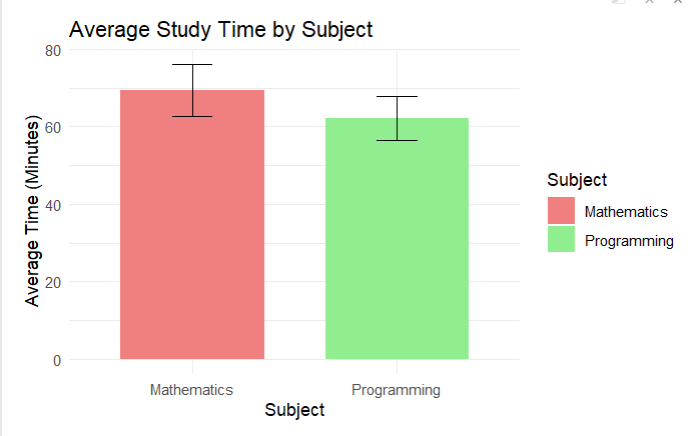 Average Study Time by Subject
80
60
40
20
0
Average Time (Minutes)
Mathematics
Programming
Subject
Subject
Mathematics
Programming